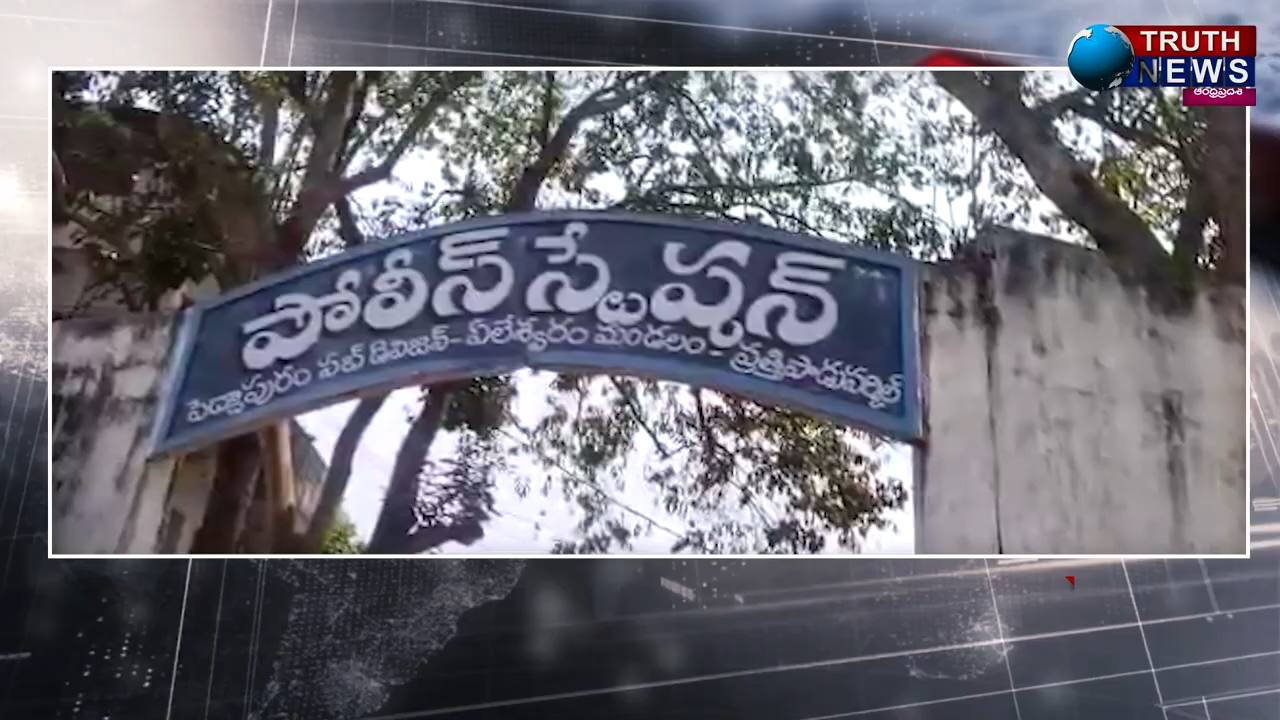 TRUTH
NEWS
ఆంధ్రప్రదేశ్
పోలీస్ స్టేషన్
పెద్దాపురం సబ్ డివిజన్ - ఏలేశ్వరం మండలం - ప్రత్తిపాడు సర్కిల్